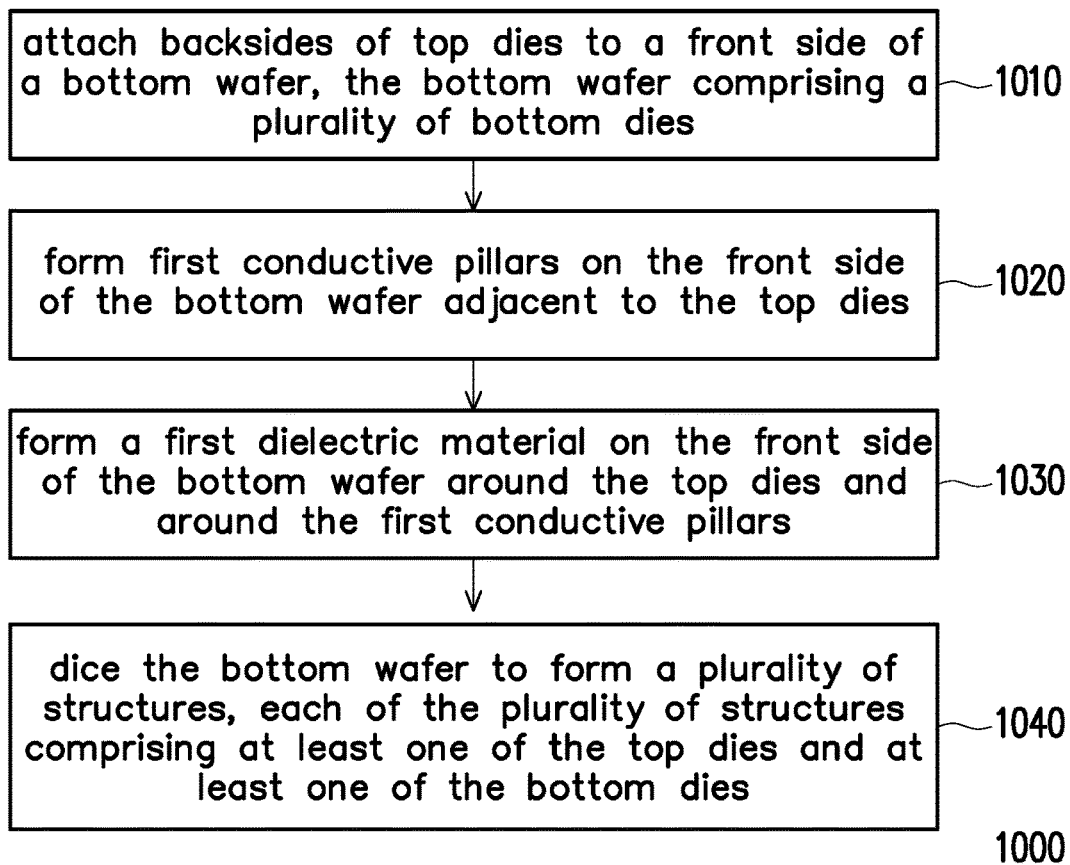 attach backsides of top dies to a front side of
a bottom wafer, the bottom wafer comprising a
plurality of bottom dies
1010
form first conductive pillars on the front side
of the bottom wafer adjacent to the top dies
1020
form a first dielectric material on the front side
of the bottom wafer around the top dies and
around the first conductive pillars
1030
dice the bottom wafer to form a plurality of
structures, each of the plurality of structures
comprising at least one of the top dies and at
least one of the bottom dies
1040
1000